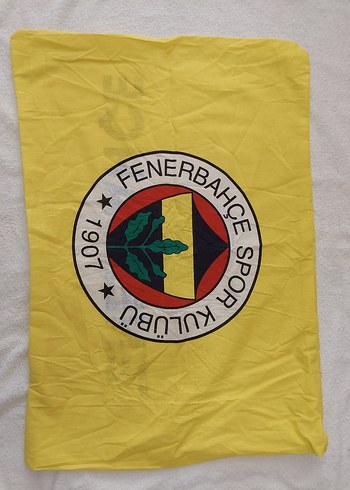 FENERBAHÇE SPOR KULÜBÜ
★ 1907 ★